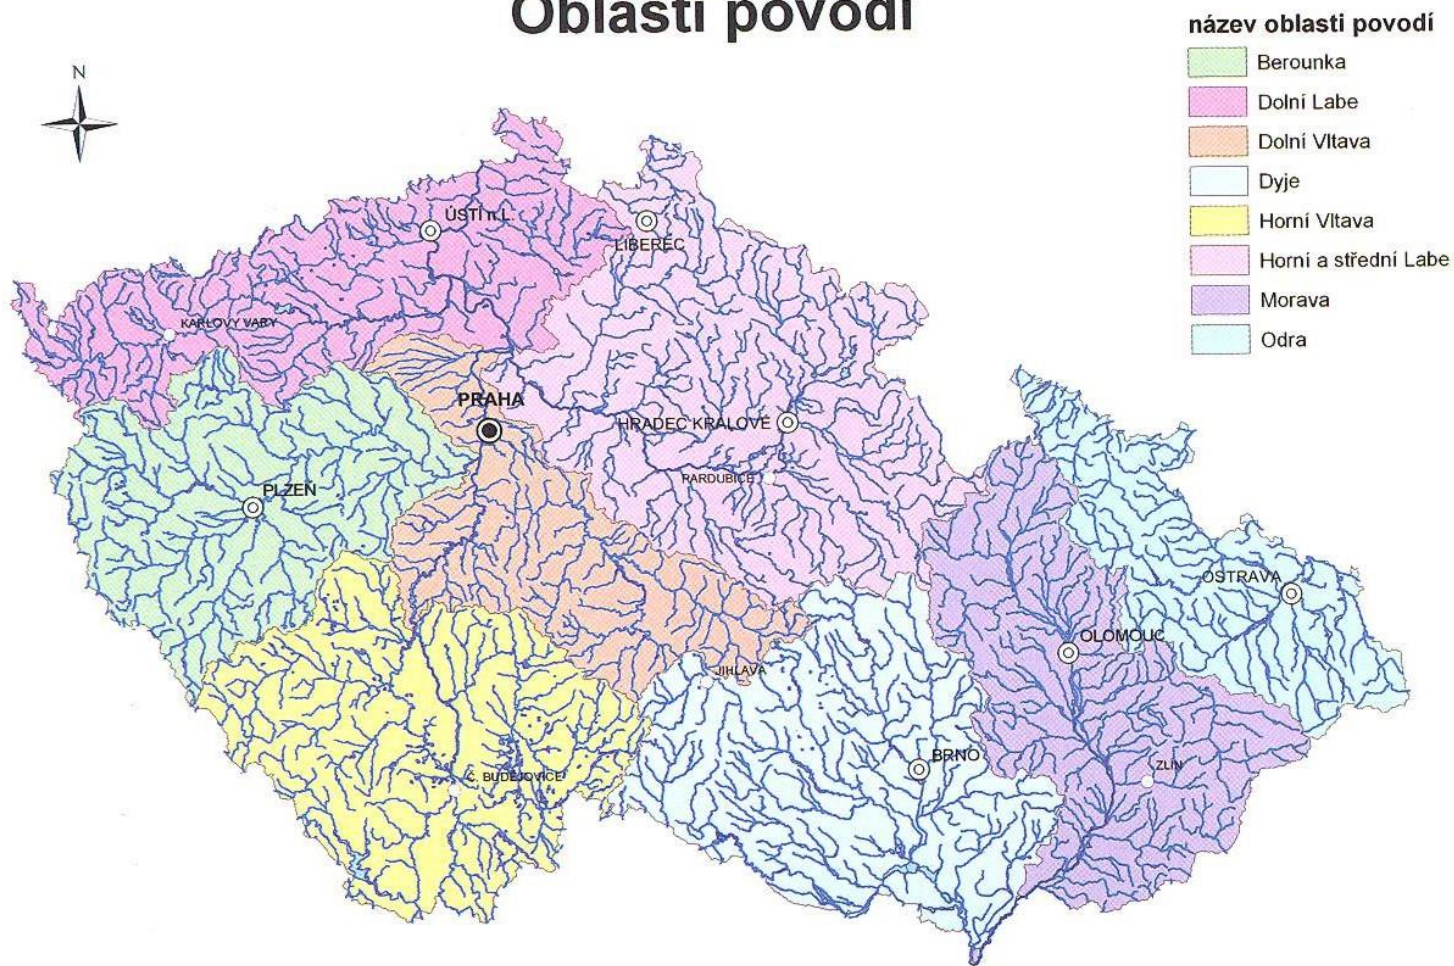 Oblasti povodí
název oblasti povodí
Berounka
Dolní Labe
Dolní Vltava
Dyje
Horní Vltava
Horní a střední Labe
Morava
Odra
N
ÚSTÍ n.L.
LIBEREC
KARLOVY VARY
PRAHA
HRADEC KRÁLOVÉ
PARDUBICE
PLZEŇ
OSTRAVA
OLOMOUC
JIHLAVA
BRNO
ZLÍN
Č. BUDĚJOVICE